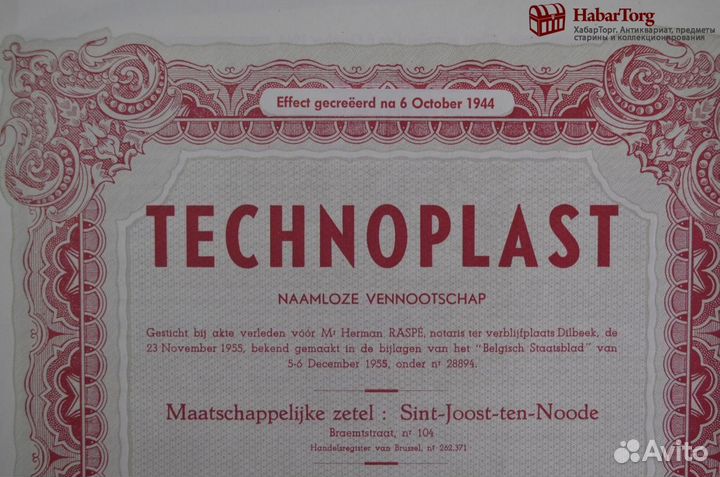 HabarTorg
ХабарТорг. Антиквариат, предметы
старины и коллекционирования
Effect gecreëerd na 6 October 1944
TECHNOPLAST
NAAMLOZE VENNOOTSCHAP
Gesticht bij akte verleden vóór Mr Herman RASPÉ, notaris ter verblijfplaats Dilbeek, de
23 November 1955, bekend gemaakt in de bijlagen van het "Belgisch Staatsblad" van
5-6 December 1955, onder nr 28894.
Maatschappelijke zetel : Sint-Joost-ten-Noode
Braemtstraat, nr 104
Handelsregister van Brussel, nr 262.371
Avito